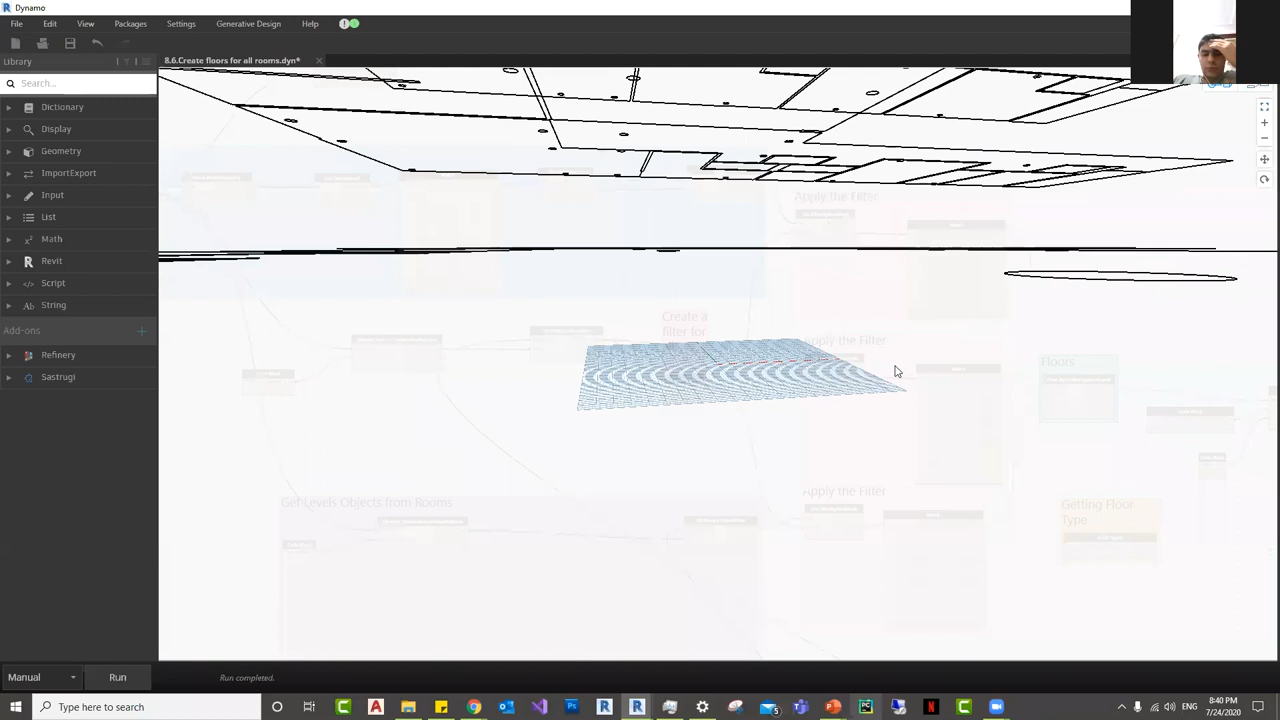 Dynamo
File Edit View Packages Settings Generative Design Help
Library
8.6.Create floors for all rooms.dyn*
Search...
Dictionary
Display
Geometry
ImportExport
Input
List
Math
Revit
Script
String
Add-ons
Refinery
Sastrugi
Apply the Filter
Create a
filter for
Apply the Filter
Floors
Get Levels Objects from Rooms
Apply the Filter
Getting Floor
Type
Manual
Run
Run completed.
Type here to search
8:40 PM
7/24/2020